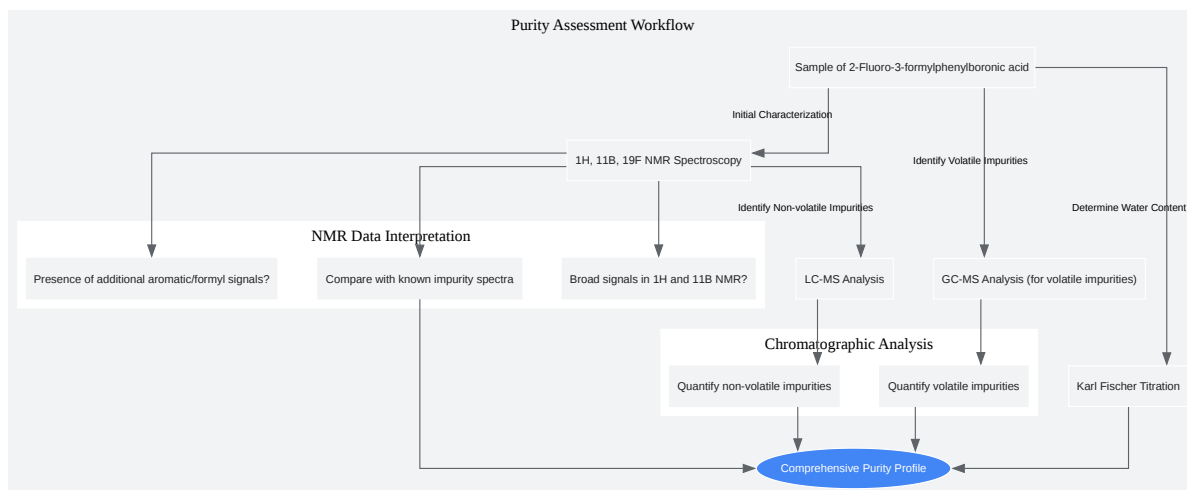 Purity Assessment Workflow
Sample of 2-Fluoro-3-formylphenylboronic acid
Initial Characterization
1H, 11B, 19F NMR Spectroscopy
Identify Volatile Impurities
Identify Non-volatile Impurities
Determine Water Content
NMR Data Interpretation
Presence of additional aromatic/formyl signals?
Compare with known impurity spectra
Broad signals in 1H and 11B NMR?
LC-MS Analysis
GC-MS Analysis (for volatile impurities)
Chromatographic Analysis
Quantify non-volatile impurities
Quantify volatile impurities
Karl Fischer Titration
Comprehensive Purity Profile